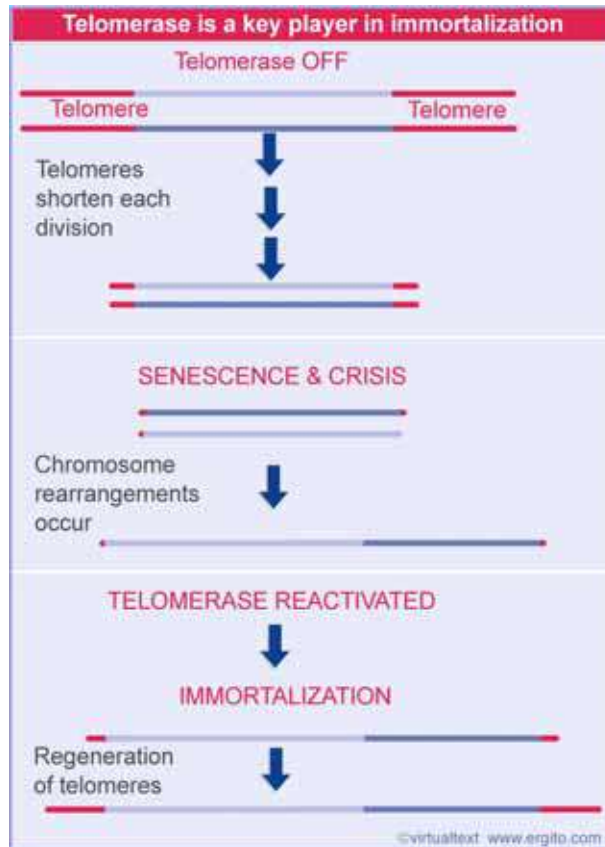 Telomerase is a key player in immortalization
Telomerase OFF
Telomere
Telomere
Telomeres
shorten each
division
SENESCENCE & CRISIS
Chromosome
rearrangements
occur
TELOMERASE REACTIVATED
IMMORTALIZATION
Regeneration
of telomeres
©virtualtext www.ergito.com